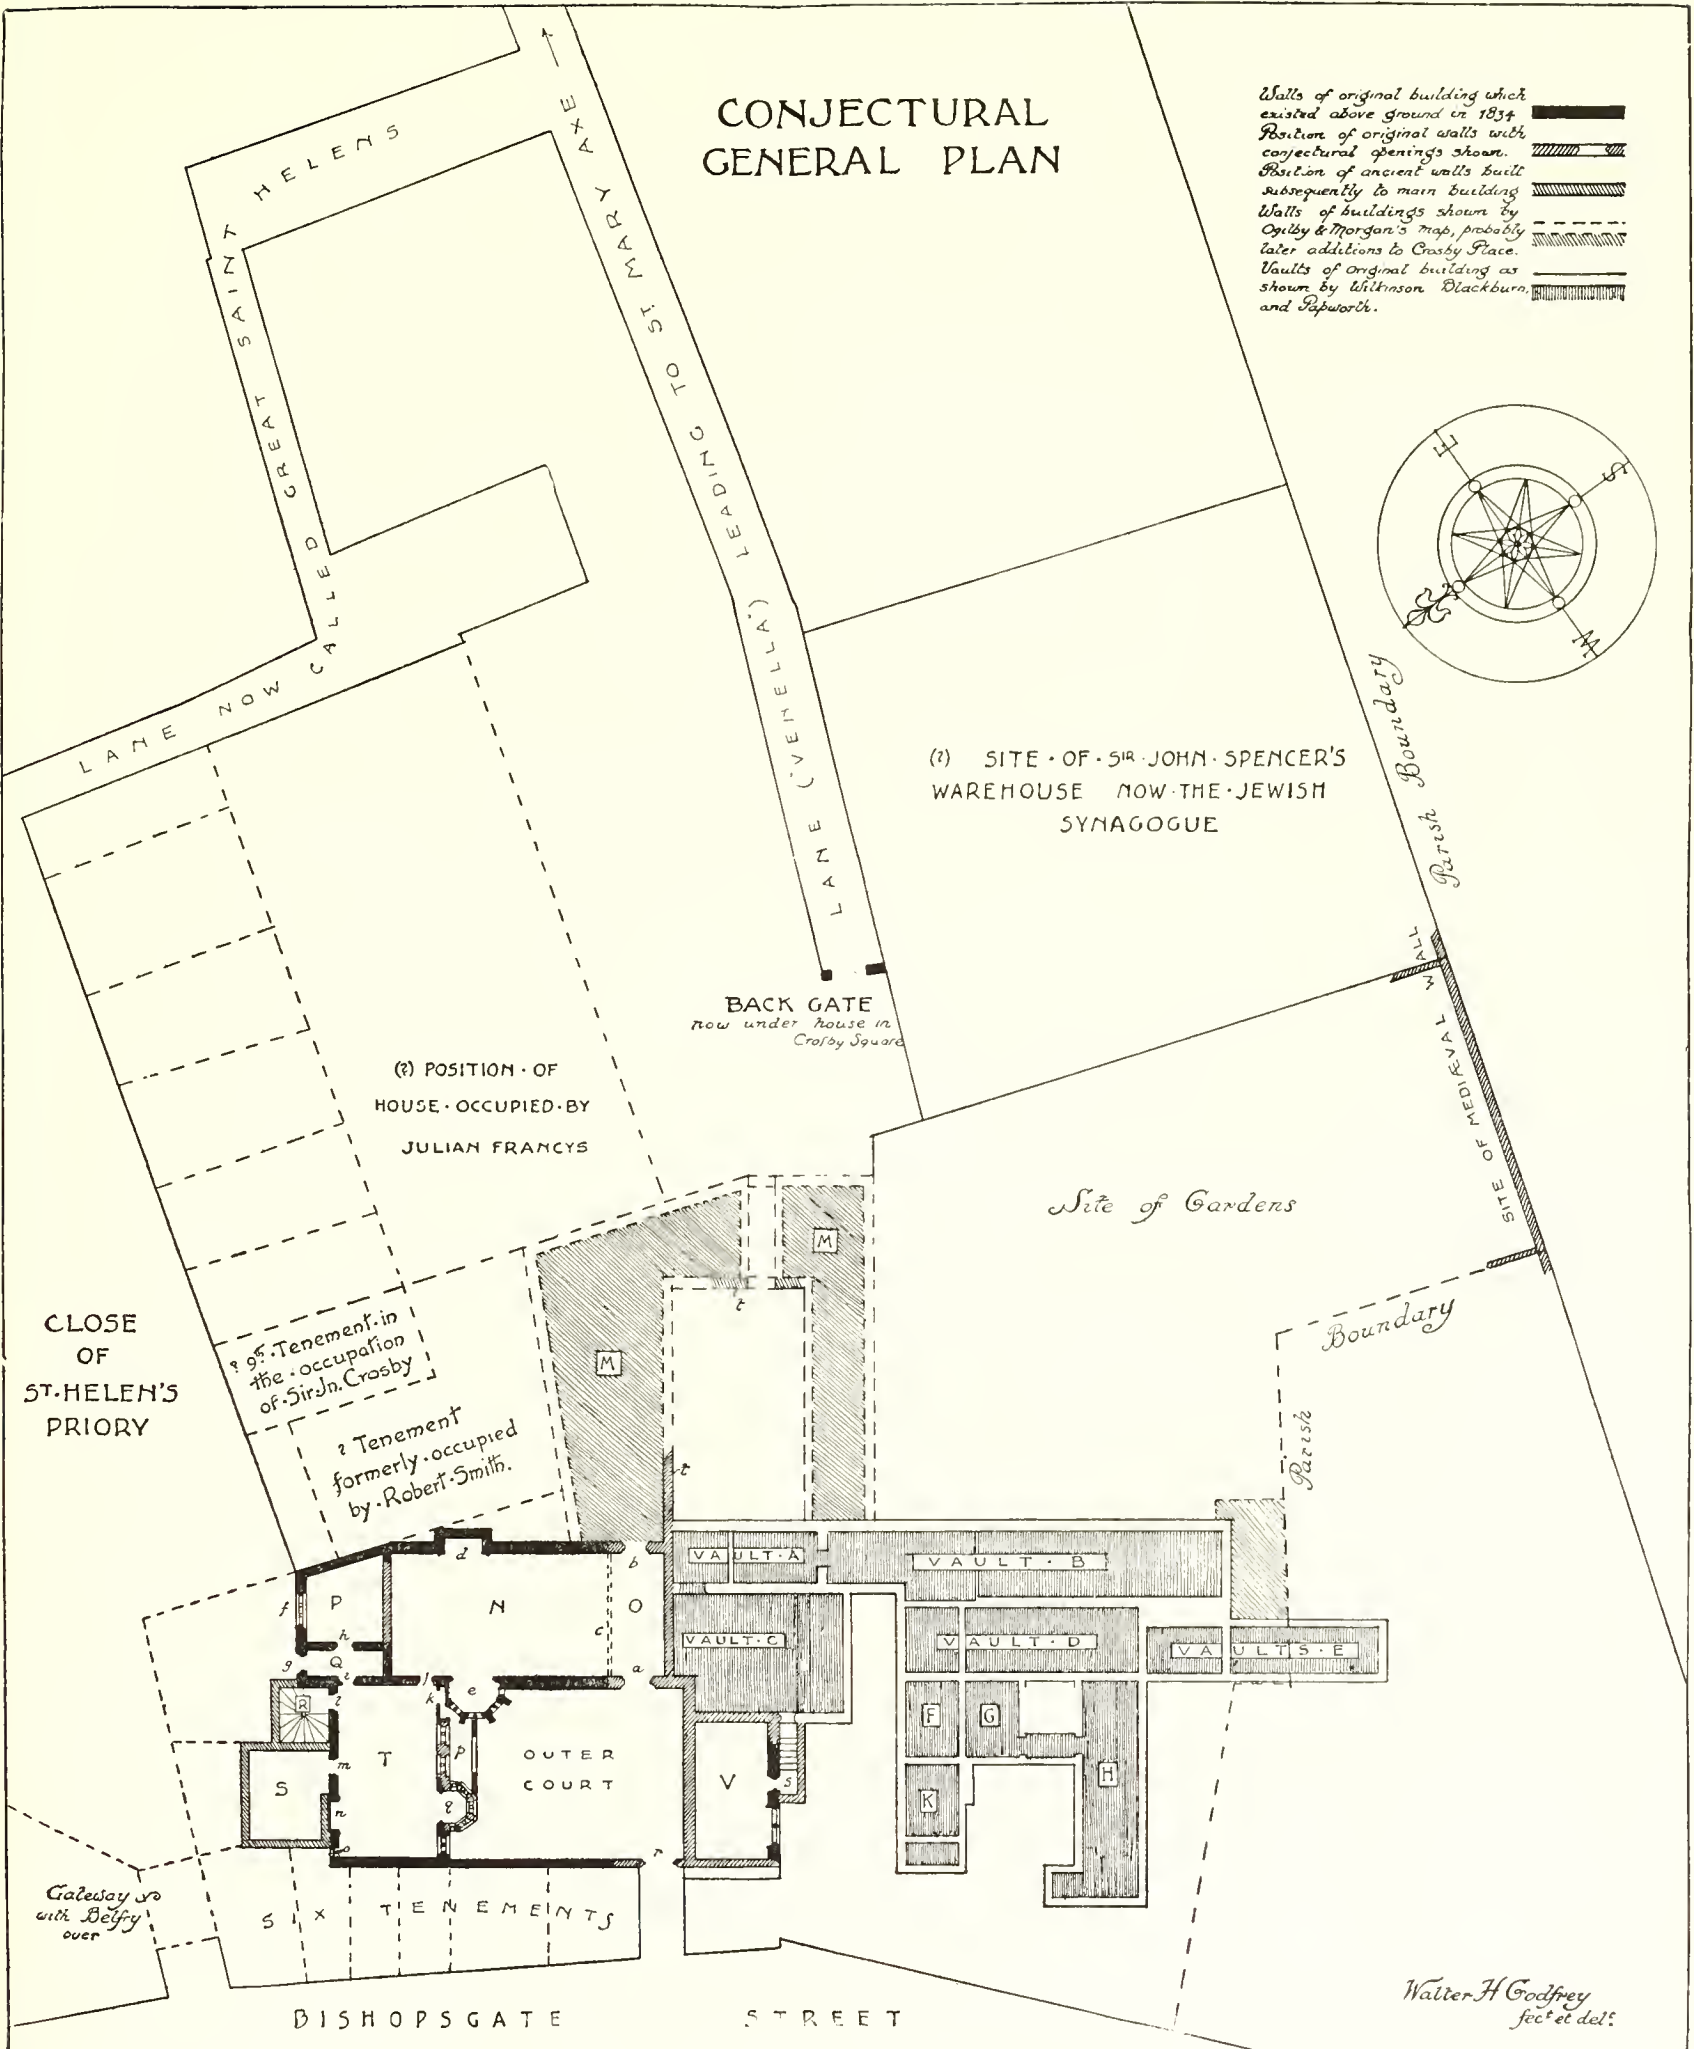 CONJECTURAL
GENERAL PLAN
Walls of original building which
existed above ground in 1834
Position of original walls with
conjectural openings shown.
Position of ancient walls built
subsequently to main building
Walls of buildings shown by
Ogilby & Morgan's map, probably
later additions to Crosby Place.
Vaults of original building as
shown by Wilkinson Blackburn,
and Papworth.
E
S
W
LANE NOW CALLED GREAT SAINT HELENS
LANE ("VENELLA") LEADING TO ST. MARY AXE
Parish Boundary
(?) SITE · OF · SIR · JOHN · SPENCER'S
WAREHOUSE NOW · THE · JEWISH
SYNAGOGUE
BACK GATE
now under house in
Crosby Square
SITE OF MEDIÆVAL WALL
(?) POSITION · OF
HOUSE · OCCUPIED · BY
JULIAN FRANCYS
Site of Gardens
M
M
t
t
CLOSE
OF
ST. HELEN'S
PRIORY
? 9s. Tenement · in
the · occupation
of · Sir Jn. Crosby
? Tenement
formerly · occupied
by · Robert · Smith.
Parish Boundary
d
b
VAULT · A
VAULT · B
f
P
N
O
c
h
VAULT · C
VAULT · D
VAULTS · E
g
Q
i
j
a
e
k
R
l
F
G
T
p
OUTER
COURT
m
S
V
s
H
n
q
K
o
r
Gateway
with Belfry
over
SIX TENEMENTS
BISHOPSGATE STREET
Walter H Godfrey
fect et delt.